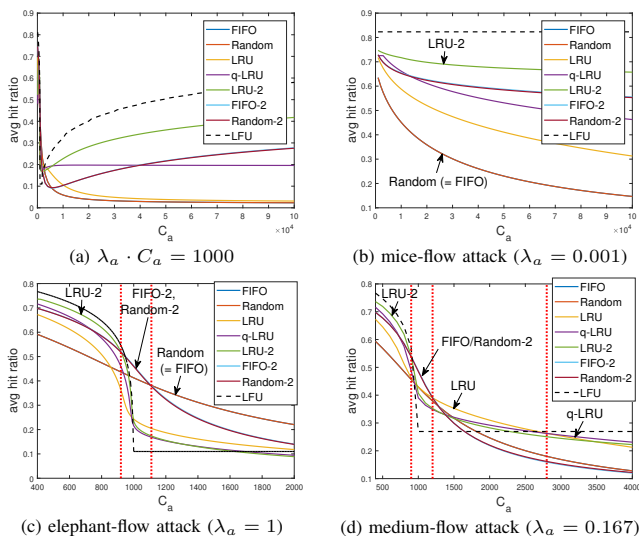 0.9
0.8
0.7
0.6
0.5
0.4
0.3
0.2
0.1
0
avg hit ratio
0 1 2 3 4 5 6 7 8 9 10
×10⁴
C_a
FIFO
Random
LRU
q-LRU
LRU-2
FIFO-2
Random-2
LFU
(a) λ_a · C_a = 1000
0.9
0.8
0.7
0.6
0.5
0.4
0.3
0.2
0.1
avg hit ratio
0 1 2 3 4 5 6 7 8 9 10
×10⁴
C_a
LRU-2
Random (= FIFO)
FIFO
Random
LRU
q-LRU
LRU-2
FIFO-2
Random-2
LFU
(b) mice-flow attack (λ_a = 0.001)
0.8
0.7
0.6
0.5
0.4
0.3
0.2
0.1
0
avg hit ratio
400 600 800 1000 1200 1400 1600 1800 2000
C_a
LRU-2
FIFO-2,
Random-2
Random
(= FIFO)
FIFO
Random
LRU
q-LRU
LRU-2
FIFO-2
Random-2
LFU
(c) elephant-flow attack (λ_a = 1)
0.8
0.7
0.6
0.5
0.4
0.3
0.2
0.1
avg hit ratio
500 1000 1500 2000 2500 3000 3500 4000
C_a
LRU-2
FIFO/Random-2
LRU
q-LRU
FIFO
Random
LRU
q-LRU
LRU-2
FIFO-2
Random-2
LFU
(d) medium-flow attack (λ_a = 0.167)